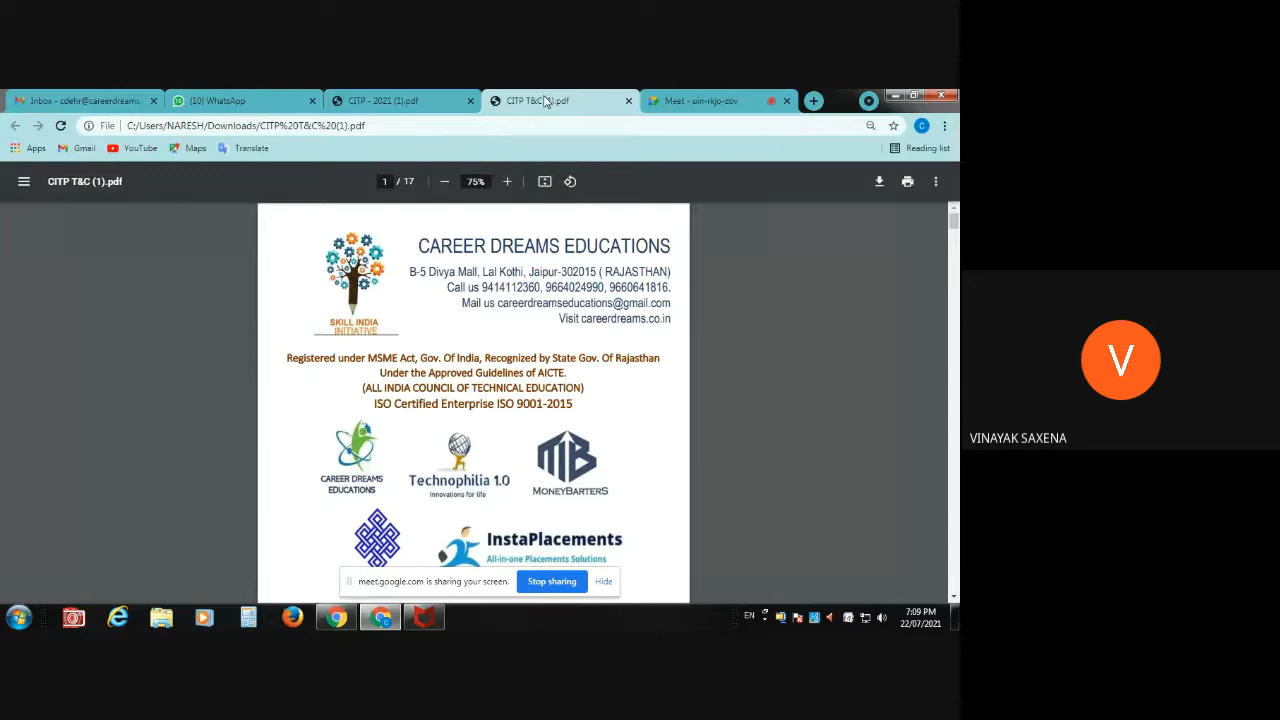 Inbox - cdehr@careerdreams.
(10) WhatsApp
CITP - 2021 (1).pdf
CITP T&C (1).pdf
Meet - uin-rkjo-zov
File
C:/Users/NARESH/Downloads/CITP%20T&C%20(1).pdf
Apps
Gmail
YouTube
Maps
Translate
Reading list
CITP T&C (1).pdf
1 / 17
75%
CAREER DREAMS EDUCATIONS
B-5 Divya Mall, Lal Kothi, Jaipur-302015 ( RAJASTHAN)
Call us 9414112360, 9664024990, 9660641816.
Mail us careerdreamseducations@gmail.com
Visit careerdreams.co.in
SKILL INDIA
INITIATIVE
Registered under MSME Act, Gov. Of India, Recognized by State Gov. Of Rajasthan
Under the Approved Guidelines of AICTE.
(ALL INDIA COUNCIL OF TECHNICAL EDUCATION)
ISO Certified Enterprise ISO 9001-2015
CAREER DREAMS
EDUCATIONS
Technophilia 1.0
Innovations for life
MB
MONEYBARTERS
InstaPlacements
All-in-one Placements Solutions
meet.google.com is sharing your screen.
Stop sharing
Hide
EN
7:09 PM
22/07/2021
V
VINAYAK SAXENA